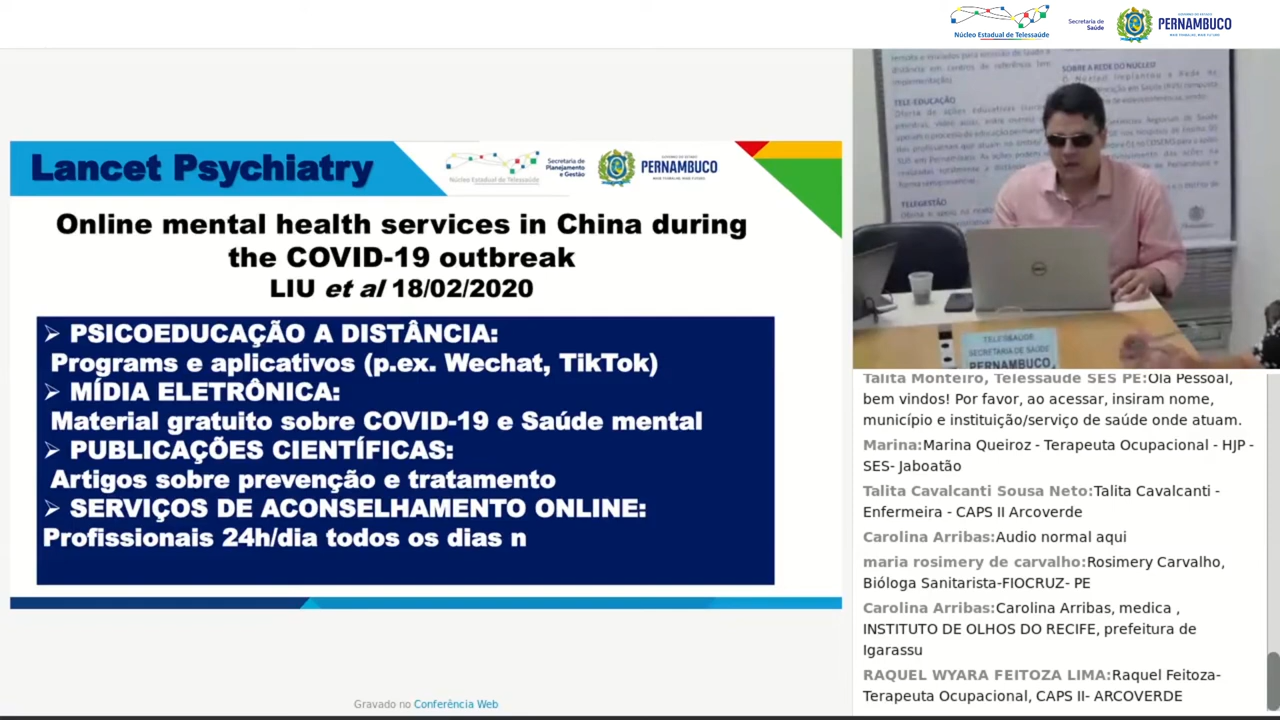 Núcleo Estadual de Telessaúde
Secretaria de
Saúde
PERNAMBUCO
Lancet Psychiatry
Núcleo Estadual de Telessaúde
Secretaria de
Planejamento
e Gestão
PERNAMBUCO
Online mental health services in China during
the COVID-19 outbreak
LIU et al 18/02/2020
➢ PSICOEDUCAÇÃO A DISTÂNCIA:
Programs e aplicativos (p.ex. Wechat, TikTok)
➢ MÍDIA ELETRÔNICA:
Material gratuito sobre COVID-19 e Saúde mental
➢ PUBLICAÇÕES CIENTÍFICAS:
Artigos sobre prevenção e tratamento
➢ SERVIÇOS DE ACONSELHAMENTO ONLINE:
Profissionais 24h/dia todos os dias n
Gravado no Conferência Web
SOBRE A REDE DO NÚCLEO
TELE-EDUCAÇÃO
TELEGESTÃO
DELL
TELESSAÚDE
SECRETARIA DE SAÚDE
PERNAMBUCO
Talita Monteiro, Telessaude SES PE:Ola Pessoal,
bem vindos! Por favor, ao acessar, insiram nome,
município e instituição/serviço de saúde onde atuam.
Marina:Marina Queiroz - Terapeuta Ocupacional - HJP -
SES- Jaboatão
Talita Cavalcanti Sousa Neto:Talita Cavalcanti -
Enfermeira - CAPS II Arcoverde
Carolina Arribas:Audio normal aqui
maria rosimery de carvalho:Rosimery Carvalho,
Bióloga Sanitarista-FIOCRUZ- PE
Carolina Arribas:Carolina Arribas, medica ,
INSTITUTO DE OLHOS DO RECIFE, prefeitura de
Igarassu
RAQUEL WYARA FEITOZA LIMA:Raquel Feitoza-
Terapeuta Ocupacional, CAPS II- ARCOVERDE